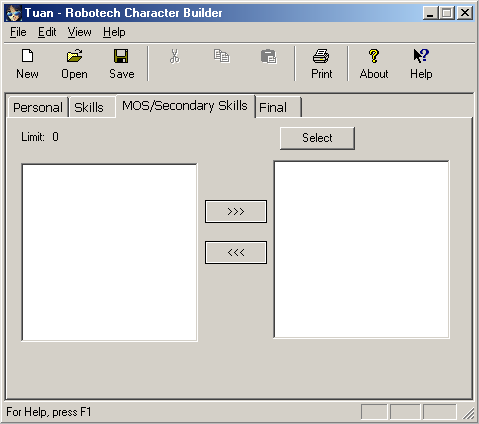 Tuan - Robotech Character Builder
File Edit View Help
New Open Save Print About Help
Personal Skills MOS/Secondary Skills Final
Limit: 0 Select
>>>
<<<
For Help, press F1